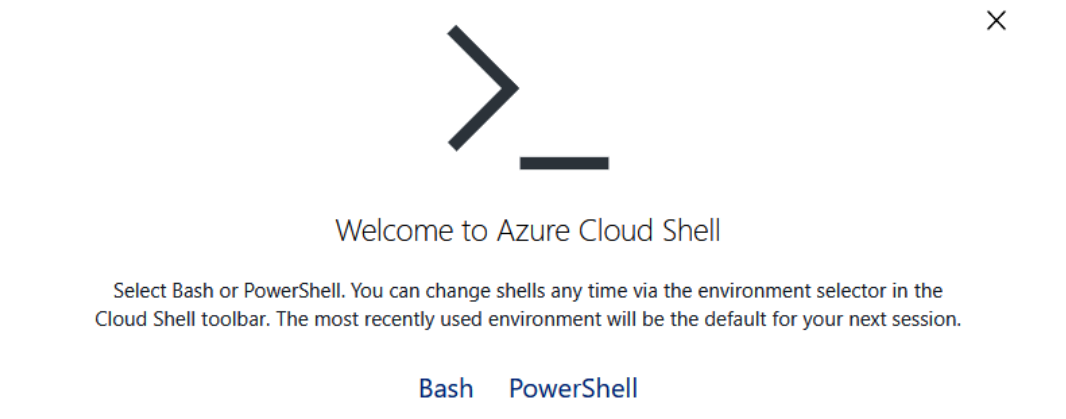 Welcome to Azure Cloud Shell
Select Bash or PowerShell. You can change shells any time via the environment selector in the
Cloud Shell toolbar. The most recently used environment will be the default for your next session.
Bash PowerShell